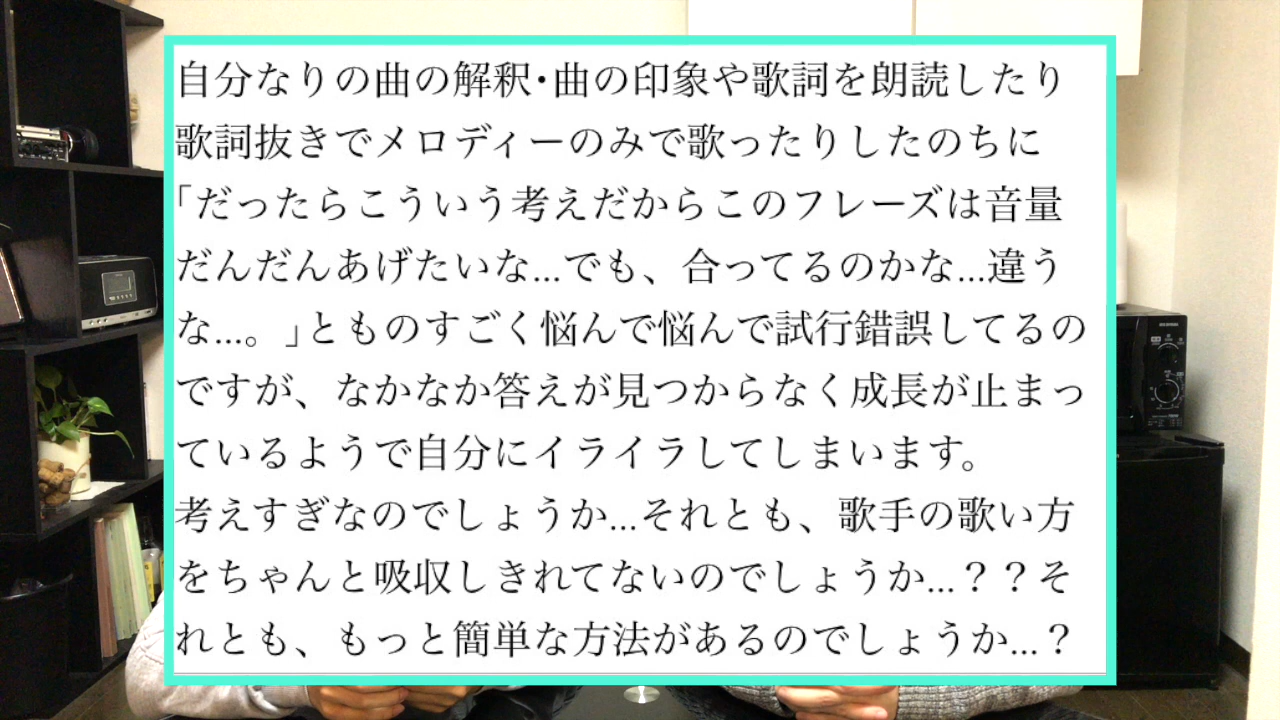 自分なりの曲の解釈・曲の印象や歌詞を朗読したり
歌詞抜きでメロディーのみで歌ったりしたのちに
「だったらこういう考えだからこのフレーズは音量
だんだんあげたいな…でも、合ってるのかな…違う
な…。」とものすごく悩んで悩んで試行錯誤してるの
ですが、なかなか答えが見つからなく成長が止まっ
ているようで自分にイライラしてしまいます。
考えすぎなのでしょうか…それとも、歌手の歌い方
をちゃんと吸収しきれてないのでしょうか…？？そ
れとも、もっと簡単な方法があるのでしょうか…？